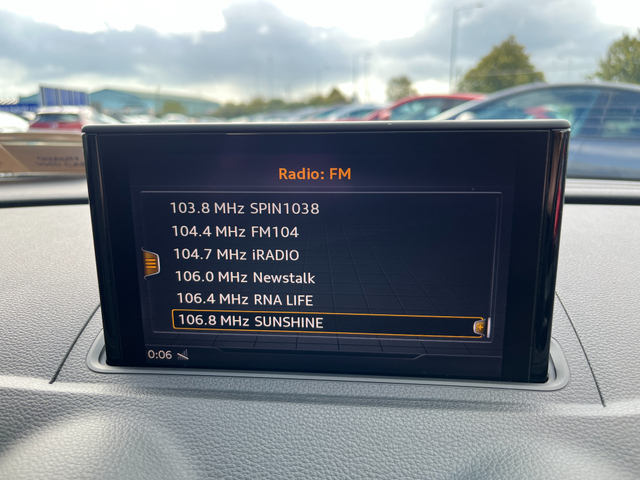 Radio: FM
103.8 MHz SPIN1038
104.4 MHz FM104
104.7 MHz iRADIO
106.0 MHz Newstalk
106.4 MHz RNA LIFE
106.8 MHz SUNSHINE
0:06